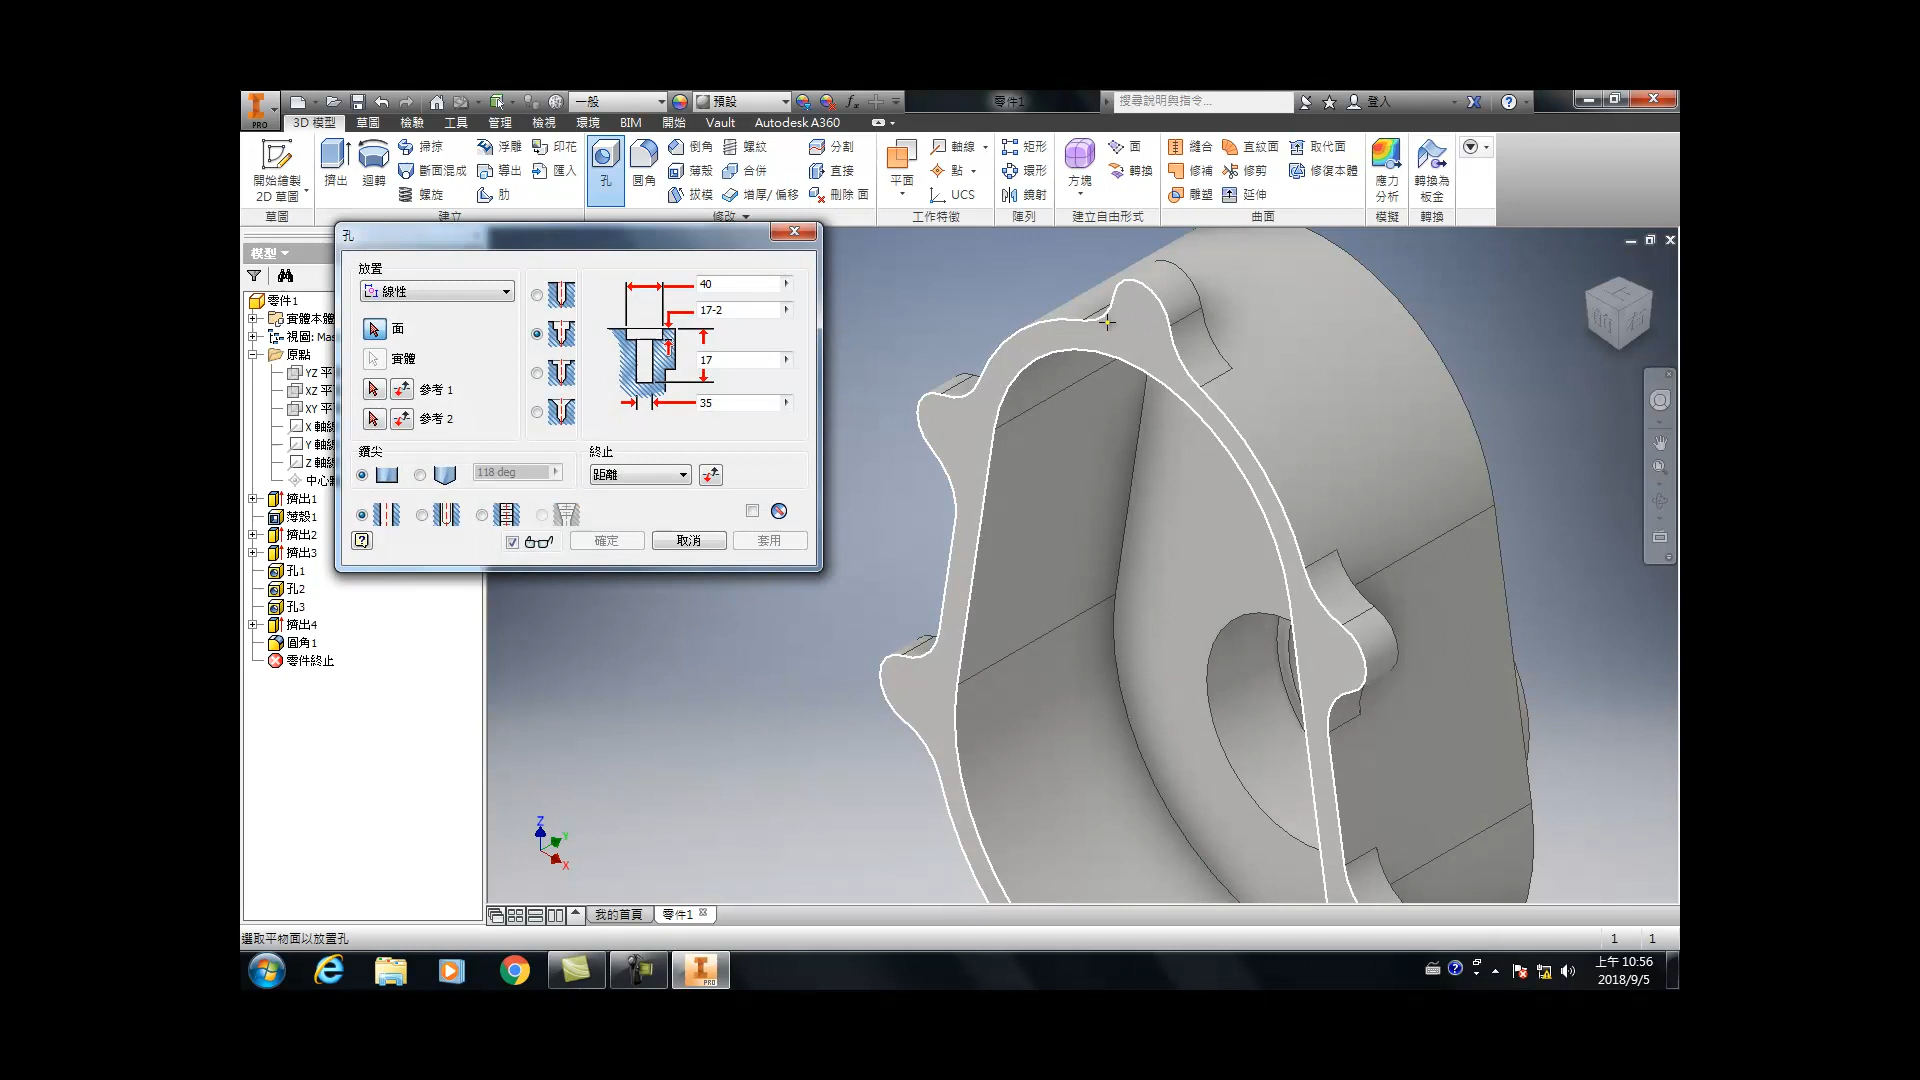 一般
預設
零件1
搜尋說明與指令...
登入
PRO
3D 模型
草圖
檢驗
工具
管理
檢視
環境
BIM
開始
Vault
Autodesk A360
開始繪製
2D 草圖
擠出
迴轉
掃掠
斷面混成
螺旋
浮雕
導出
肋
印花
匯入
孔
圓角
倒角
薄殼
拔模
螺紋
合併
增厚/ 偏移
分割
直接
刪除 面
平面
軸線
點
UCS
矩形
環形
鏡射
方塊
面
轉換
縫合
修補
雕塑
直紋面
修剪
延伸
取代面
修復本體
應力
分析
轉換為
板金
草圖
建立
修改
工作特徵
陣列
建立自由形式
曲面
模擬
轉換
模型
零件1
實體本體
視圖: Mas
原點
YZ 平
XZ 平
XY 平
X 軸線
Y 軸線
Z 軸線
中心點
擠出1
薄殼1
擠出2
擠出3
孔1
孔2
孔3
擠出4
圓角1
零件終止
孔
放置
線性
面
實體
參考 1
參考 2
40
17-2
17
35
鑽尖
118 deg
終止
距離
確定
取消
套用
前
右
Z
Y
X
我的首頁
零件1
選取平物面以放置孔
1
1
PRO
上午 10:56
2018/9/5